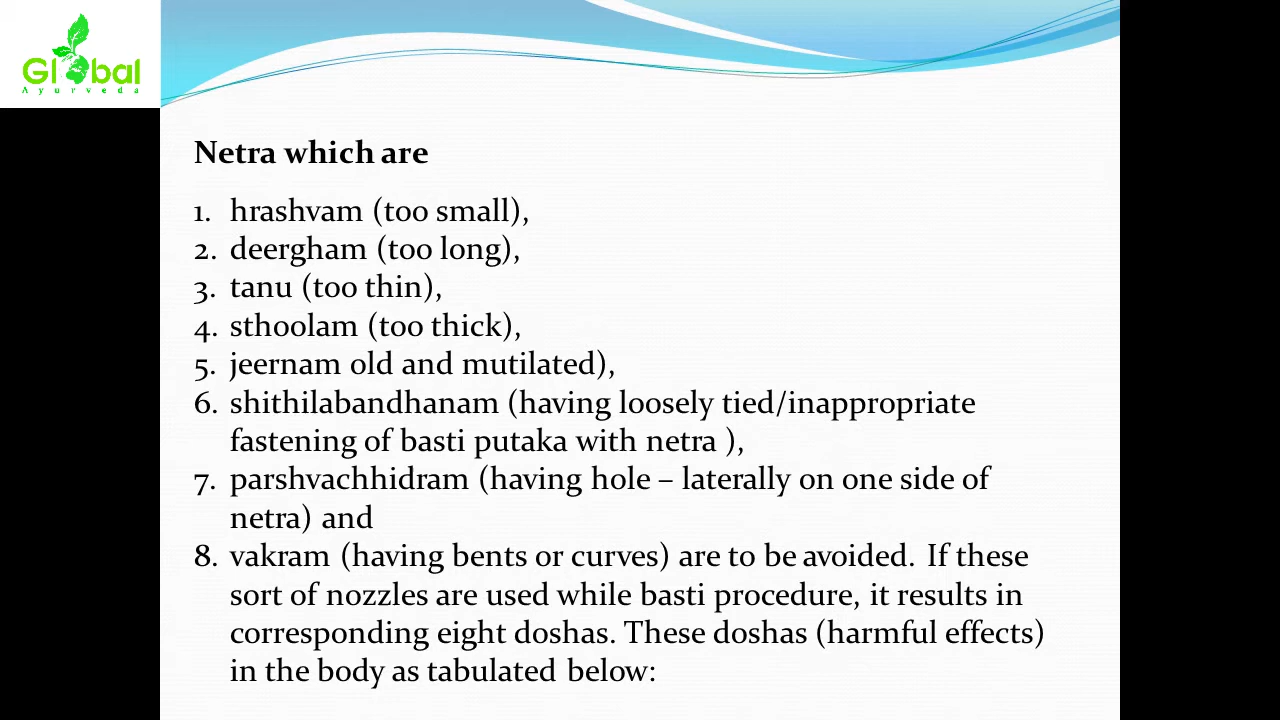 Global
Ayurveda
Netra which are
1. hrashvam (too small),
2. deergham (too long),
3. tanu (too thin),
4. sthoolam (too thick),
5. jeernam old and mutilated),
6. shithilabandhanam (having loosely tied/inappropriate
fastening of basti putaka with netra ),
7. parshvachhidram (having hole – laterally on one side of
netra) and
8. vakram (having bents or curves) are to be avoided. If these
sort of nozzles are used while basti procedure, it results in
corresponding eight doshas. These doshas (harmful effects)
in the body as tabulated below: